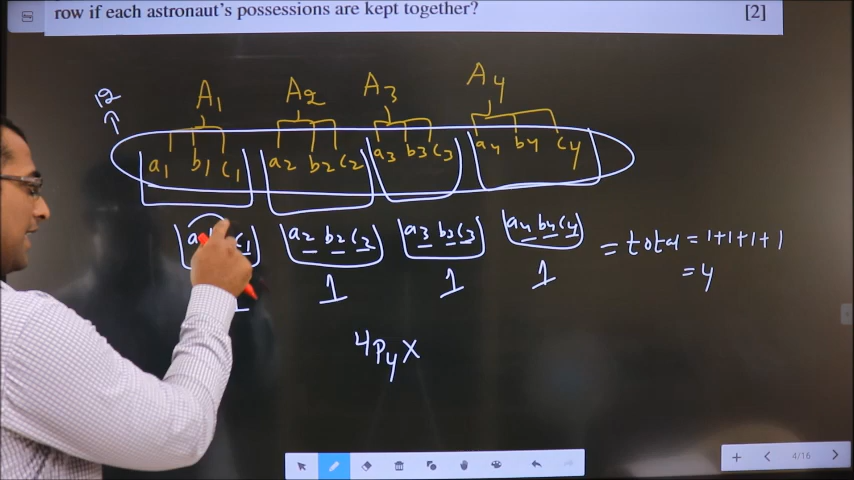 row if each astronaut's possessions are kept together? [2]
12
A1 A2 A3 A4
a1 b1 c1 a2 b2 c2 a3 b3 c3 a4 b4 c4
a2 b2 c2 a3 b3 c3 a4 b4 c4 = total = 1+1+1+1
1 1 1 = 4
4P4 X
4/16